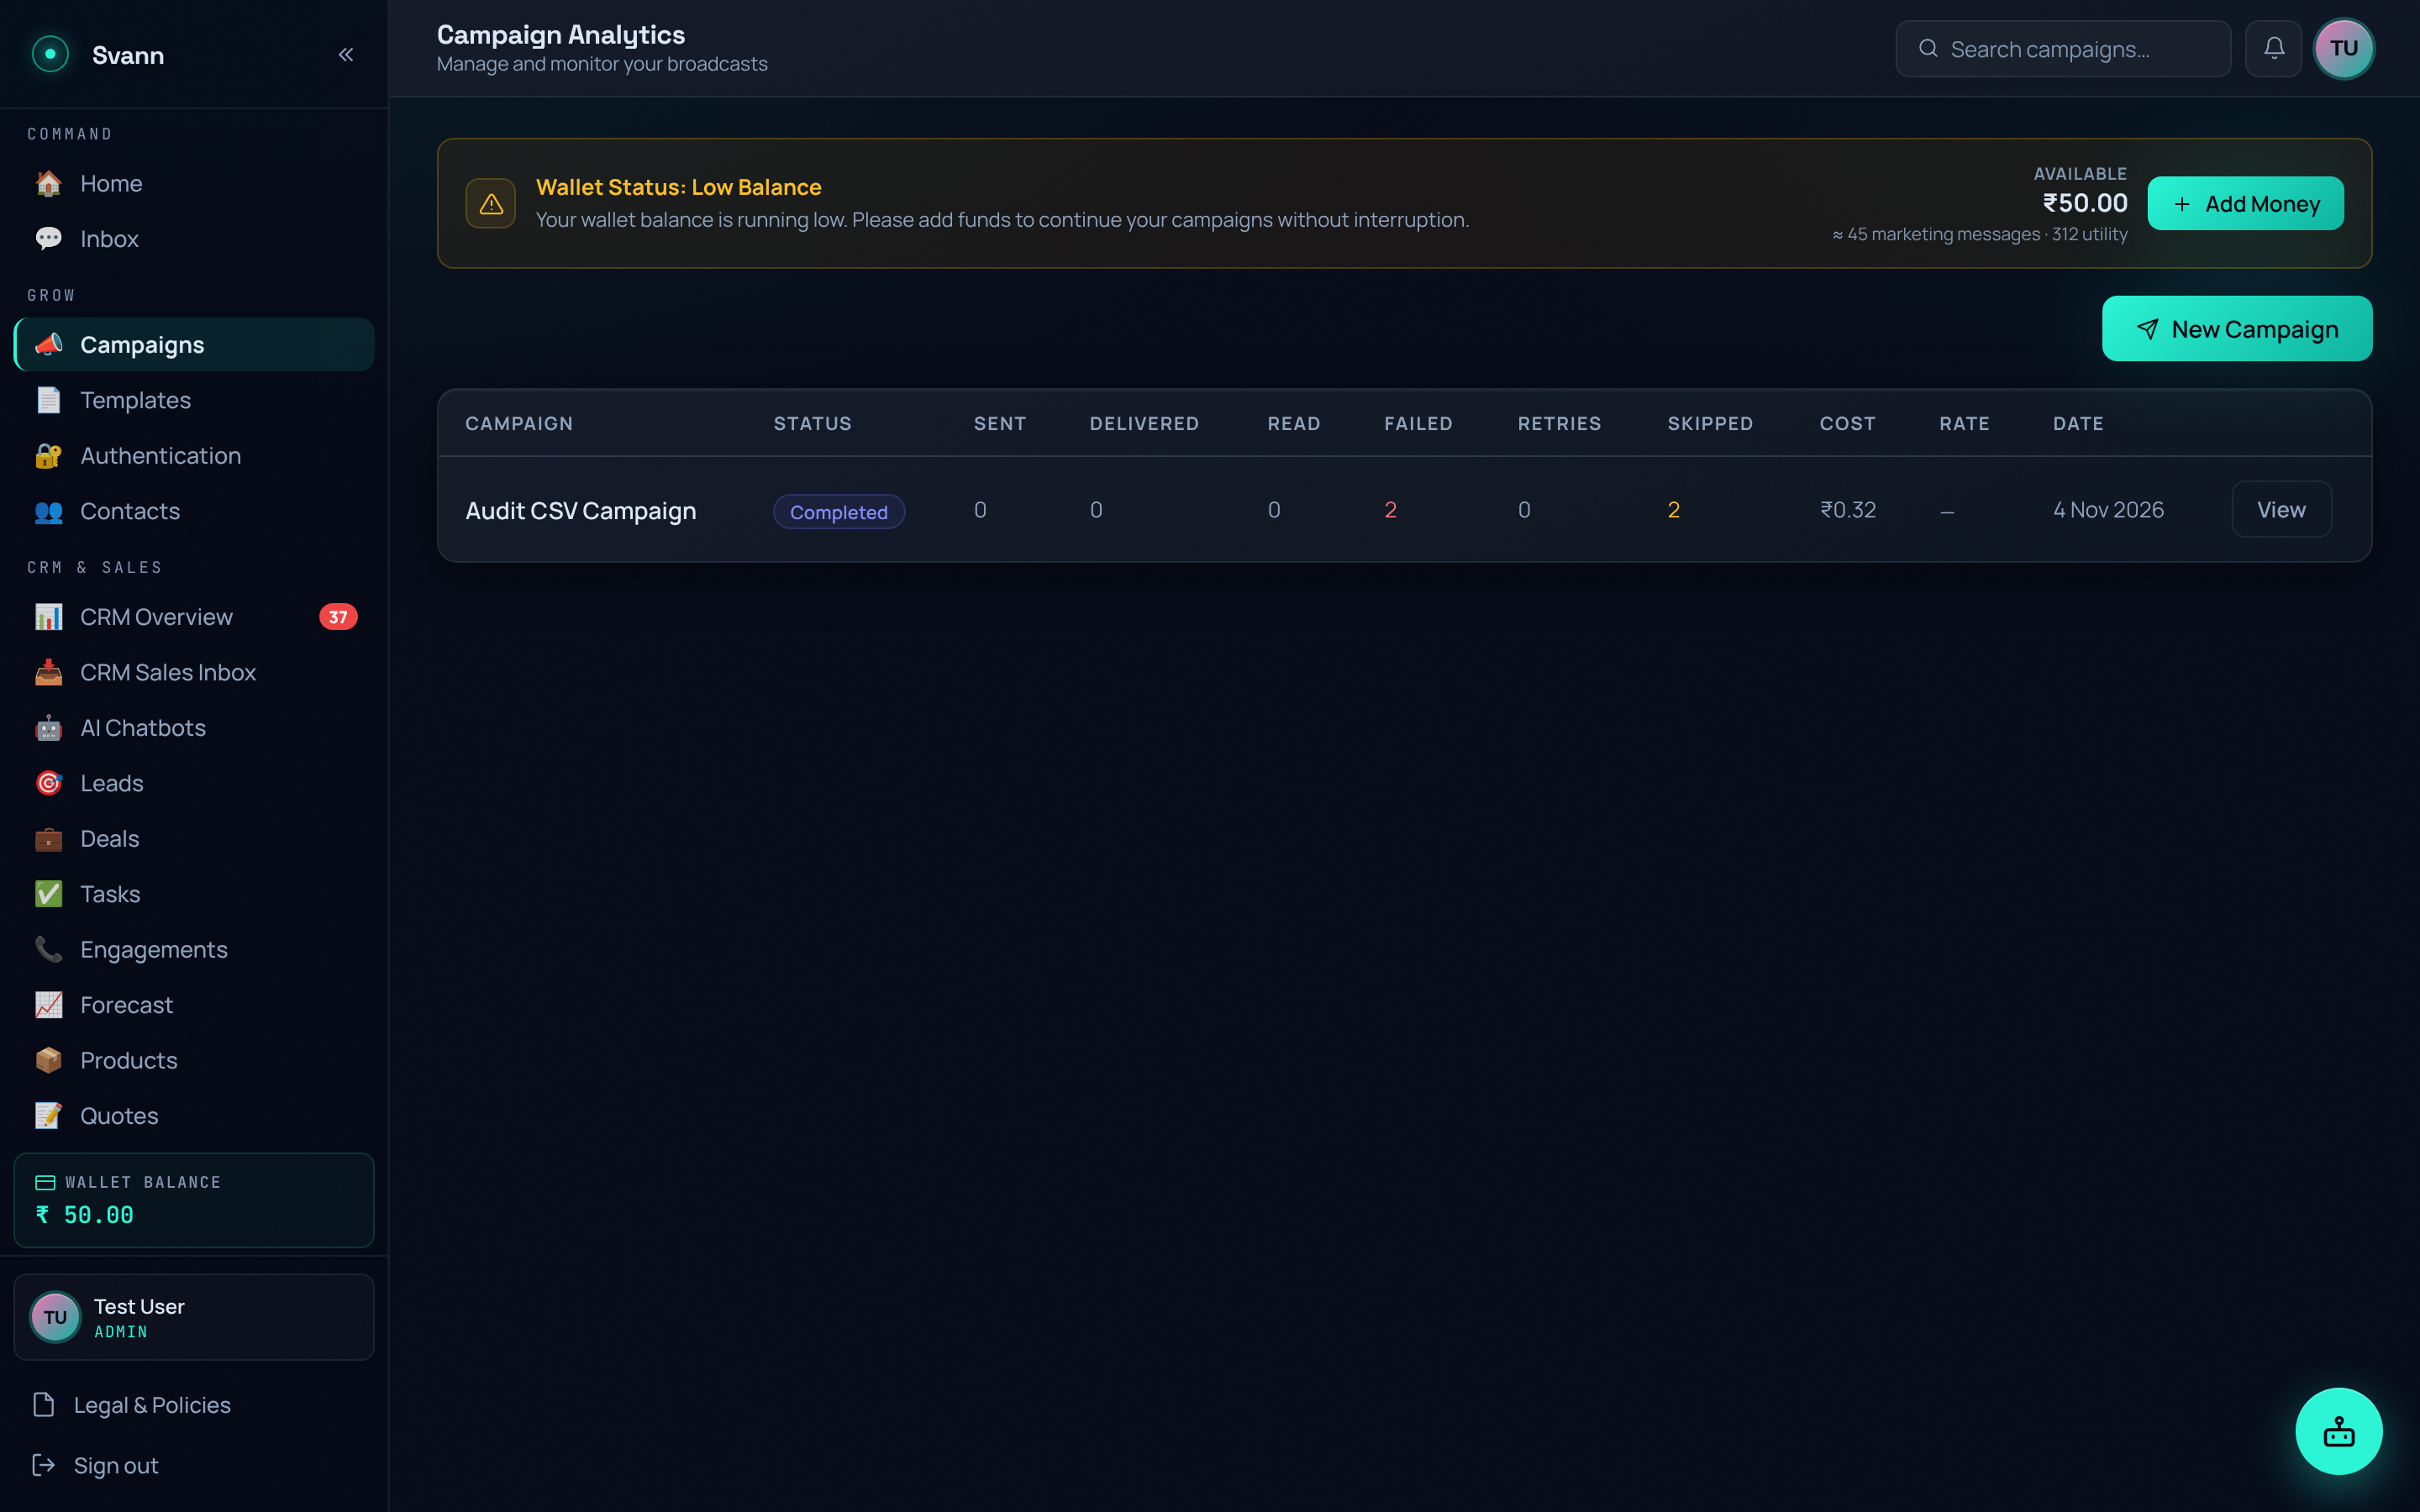 Svann
COMMAND
Home
Inbox
GROW
Campaigns
Templates
Authentication
Contacts
CRM & SALES
CRM Overview 37
CRM Sales Inbox
AI Chatbots
Leads
Deals
Tasks
Engagements
Forecast
Products
Quotes
WALLET BALANCE
₹ 50.00
TU
Test User
ADMIN
Legal & Policies
Sign out
Campaign Analytics
Manage and monitor your broadcasts
Search campaigns...
TU
Wallet Status: Low Balance
Your wallet balance is running low. Please add funds to continue your campaigns without interruption.
AVAILABLE
₹50.00
≈ 45 marketing messages · 312 utility
+ Add Money
New Campaign
CAMPAIGN STATUS SENT DELIVERED READ FAILED RETRIES SKIPPED COST RATE DATE
Audit CSV Campaign Completed 0 0 0 2 0 2 ₹0.32 — 4 Nov 2026 View